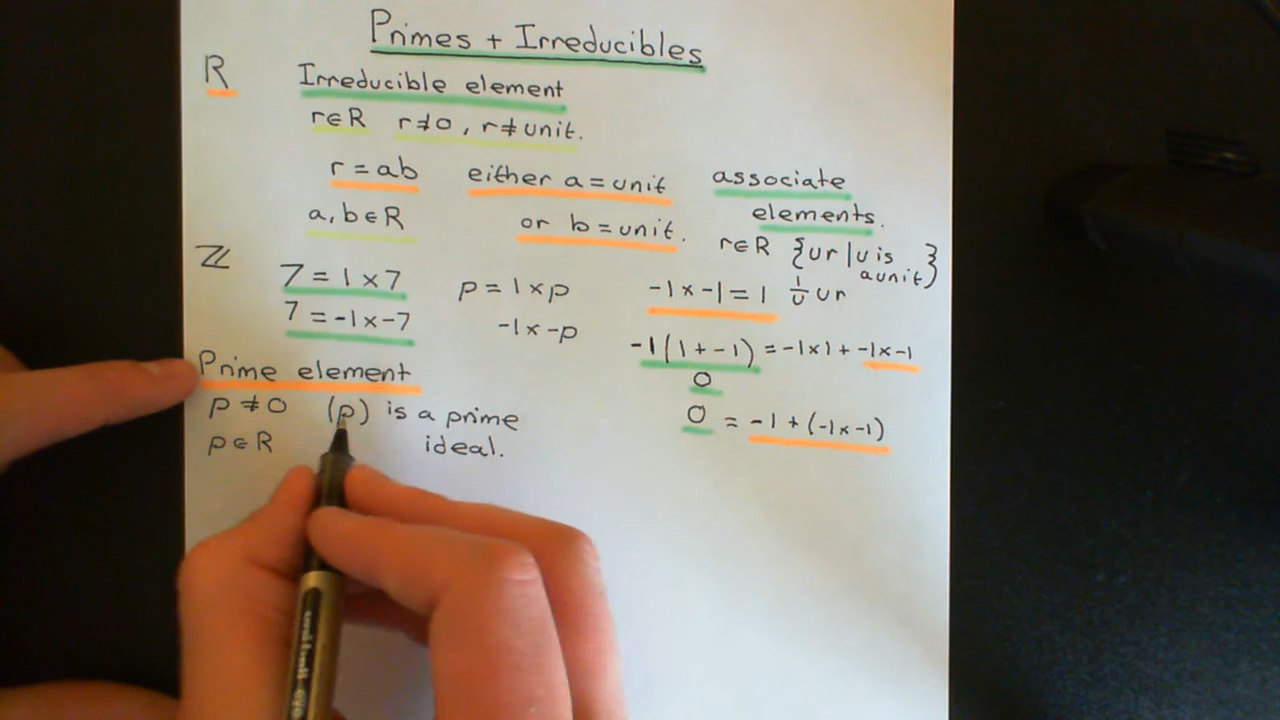 Primes + Irreducibles
R
Irreducible element
r∈R r≠0, r≠unit.
r = ab either a = unit
a, b∈R or b = unit.
associate
elements.
r∈R {ur | u is
a unit}
ℤ
7 = 1 × 7
7 = -1 × -7
p = 1 × p
-1 × -p
-1 × -1 = 1 1/u ur
-1(1 + -1) = -1×1 + -1×-1
0
0 = -1 + (-1×-1)
Prime element
p ≠ 0 (p) is a prime
p∈R ideal.
uniball eye